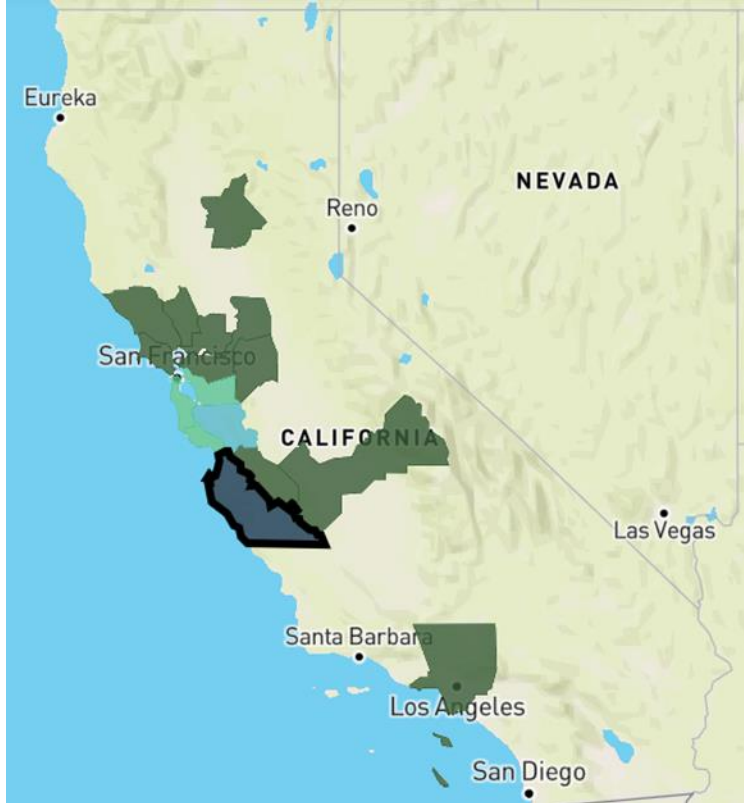 Eureka
NEVADA
Reno
San Francisco
CALIFORNIA
Las Vegas
Santa Barbara
Los Angeles
San Diego